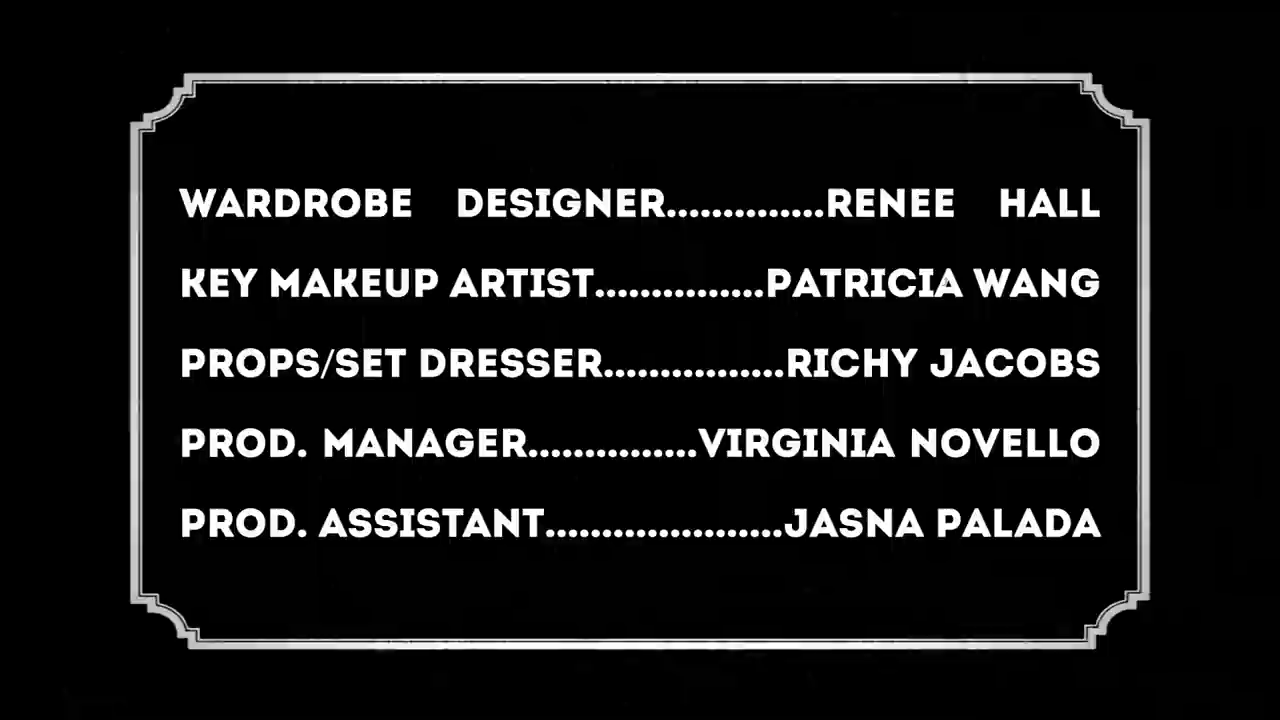 WARDROBE DESIGNER..............RENEE HALL
KEY MAKEUP ARTIST...............PATRICIA WANG
PROPS/SET DRESSER................RICHY JACOBS
PROD. MANAGER...............VIRGINIA NOVELLO
PROD. ASSISTANT.....................JASNA PALADA